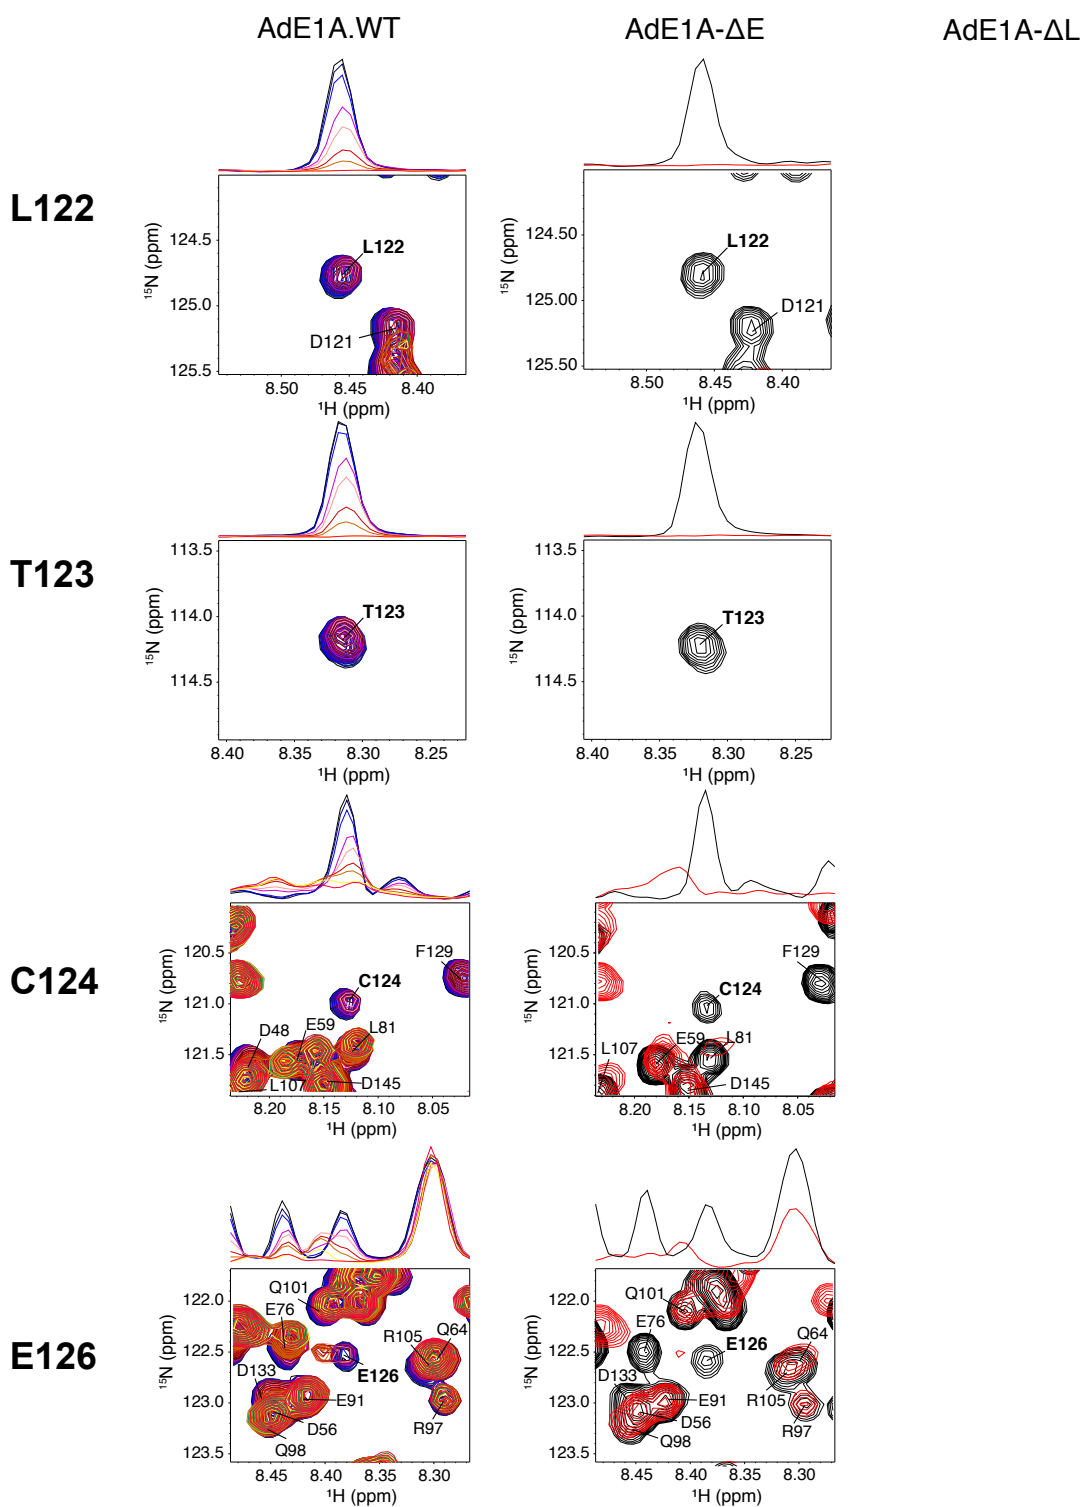 AdE1A.WT AdE1A-ΔE AdE1A-ΔL
L122
124.5
125.0
125.5
¹⁵N (ppm)
L122
D121
8.50 8.45 8.40
¹H (ppm)
124.50
125.00
125.50
¹⁵N (ppm)
L122
D121
8.50 8.45 8.40
¹H (ppm)
T123
113.5
114.0
114.5
¹⁵N (ppm)
T123
8.40 8.35 8.30 8.25
¹H (ppm)
113.5
114.0
114.5
¹⁵N (ppm)
T123
8.40 8.35 8.30 8.25
¹H (ppm)
C124
120.5
121.0
121.5
¹⁵N (ppm)
F129
C124
D48 E59 L81
L107 D145
8.20 8.15 8.10 8.05
¹H (ppm)
120.5
121.0
121.5
¹⁵N (ppm)
F129
C124
L107 E59 L81
D145
8.20 8.15 8.10 8.05
¹H (ppm)
E126
122.0
122.5
123.0
123.5
¹⁵N (ppm)
Q101
E76
R105 Q64
E126
D133
E91
D56 R97
Q98
8.45 8.40 8.35 8.30
¹H (ppm)
122.0
122.5
123.0
123.5
¹⁵N (ppm)
Q101
E76
E126 Q64
D133
R105
E91
D56 R97
Q98
8.45 8.40 8.35 8.30
¹H (ppm)